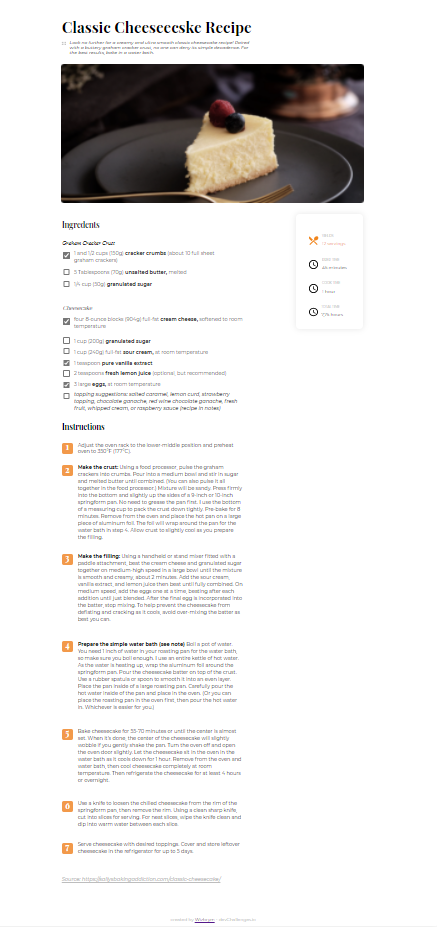 Classic Cheeseceske Recipe
Look no further for a creamy and ultra smooth classic cheesecake recipe! Paired
with a buttery graham cracker crust, no one can deny its simple decadence. For
the best results, bake in a water bath.
Ingredents
Graham Cracker Crust
1 and 1/2 cups (150g) cracker crumbs (about 10 full sheet
graham crackers)
5 Tablespoons (70g) unsalted butter, melted
1/4 cup (50g) granulated sugar
Cheesecake
four 8-ounce blocks (904g) full-fat cream cheese, softened to room
temperature
1 cup (200g) granulated sugar
1 cup (240g) full-fat sour cream, at room temperature
1 teaspoon pure vanilla extract
2 teaspoons fresh lemon juice (optional, but recommended)
3 large eggs, at room temperature
topping suggestions: salted caramel, lemon curd, strawberry
topping, chocolate ganache, red wine chocolate ganache, fresh
fruit, whipped cream, or raspberry sauce (recipe in notes)
Instructions
1 Adjust the oven rack to the lower-middle position and preheat
oven to 350°F (177°C).
2 Make the crust: Using a food processor, pulse the graham
crackers into crumbs. Pour into a medium bowl and stir in sugar
and melted butter until combined. (You can also pulse it all
together in the food processor.) Mixture will be sandy. Press firmly
into the bottom and slightly up the sides of a 9-inch or 10-inch
springform pan. No need to grease the pan first. I use the bottom
of a measuring cup to pack the crust down tightly. Pre-bake for 8
minutes. Remove from the oven and place the hot pan on a large
piece of aluminum foil. The foil will wrap around the pan for the
water bath in step 4. Allow crust to slightly cool as you prepare
the filling.
3 Make the filling: Using a handheld or stand mixer fitted with a
paddle attachment, beat the cream cheese and granulated sugar
together on medium-high speed in a large bowl until the mixture
is smooth and creamy, about 2 minutes. Add the sour cream,
vanilla extract, and lemon juice then beat until fully combined. On
medium speed, add the eggs one at a time, beating after each
addition until just blended. After the final egg is incorporated into
the batter, stop mixing. To help prevent the cheesecake from
deflating and cracking as it cools, avoid over-mixing the batter as
best you can.
4 Prepare the simple water bath (see note) Boil a pot of water.
You need 1 inch of water in your roasting pan for the water bath,
so make sure you boil enough. I use an entire kettle of hot water.
As the water is heating up, wrap the aluminum foil around the
springform pan. Pour the cheesecake batter on top of the crust.
Use a rubber spatula or spoon to smooth it into an even layer.
Place the pan inside of a large roasting pan. Carefully pour the
hot water inside of the pan and place in the oven. (Or you can
place the roasting pan in the oven first, then pour the hot water
in. Whichever is easier for you.)
5 Bake cheesecake for 55-70 minutes or until the center is almost
set. When it's done, the center of the cheesecake will slightly
wobble if you gently shake the pan. Turn the oven off and open
the oven door slightly. Let the cheesecake sit in the oven in the
water bath as it cools down for 1 hour. Remove from the oven and
water bath, then cool cheesecake completely at room
temperature. Then refrigerate the cheesecake for at least 4 hours
or overnight.
6 Use a knife to loosen the chilled cheesecake from the rim of the
springform pan, then remove the rim. Using a clean sharp knife,
cut into slices for serving. For neat slices, wipe the knife clean and
dip into warm water between each slice.
7 Serve cheesecake with desired toppings. Cover and store leftover
cheesecake in the refrigerator for up to 5 days.
Source: https://sallysbakingaddiction.com/classic-cheesecake/